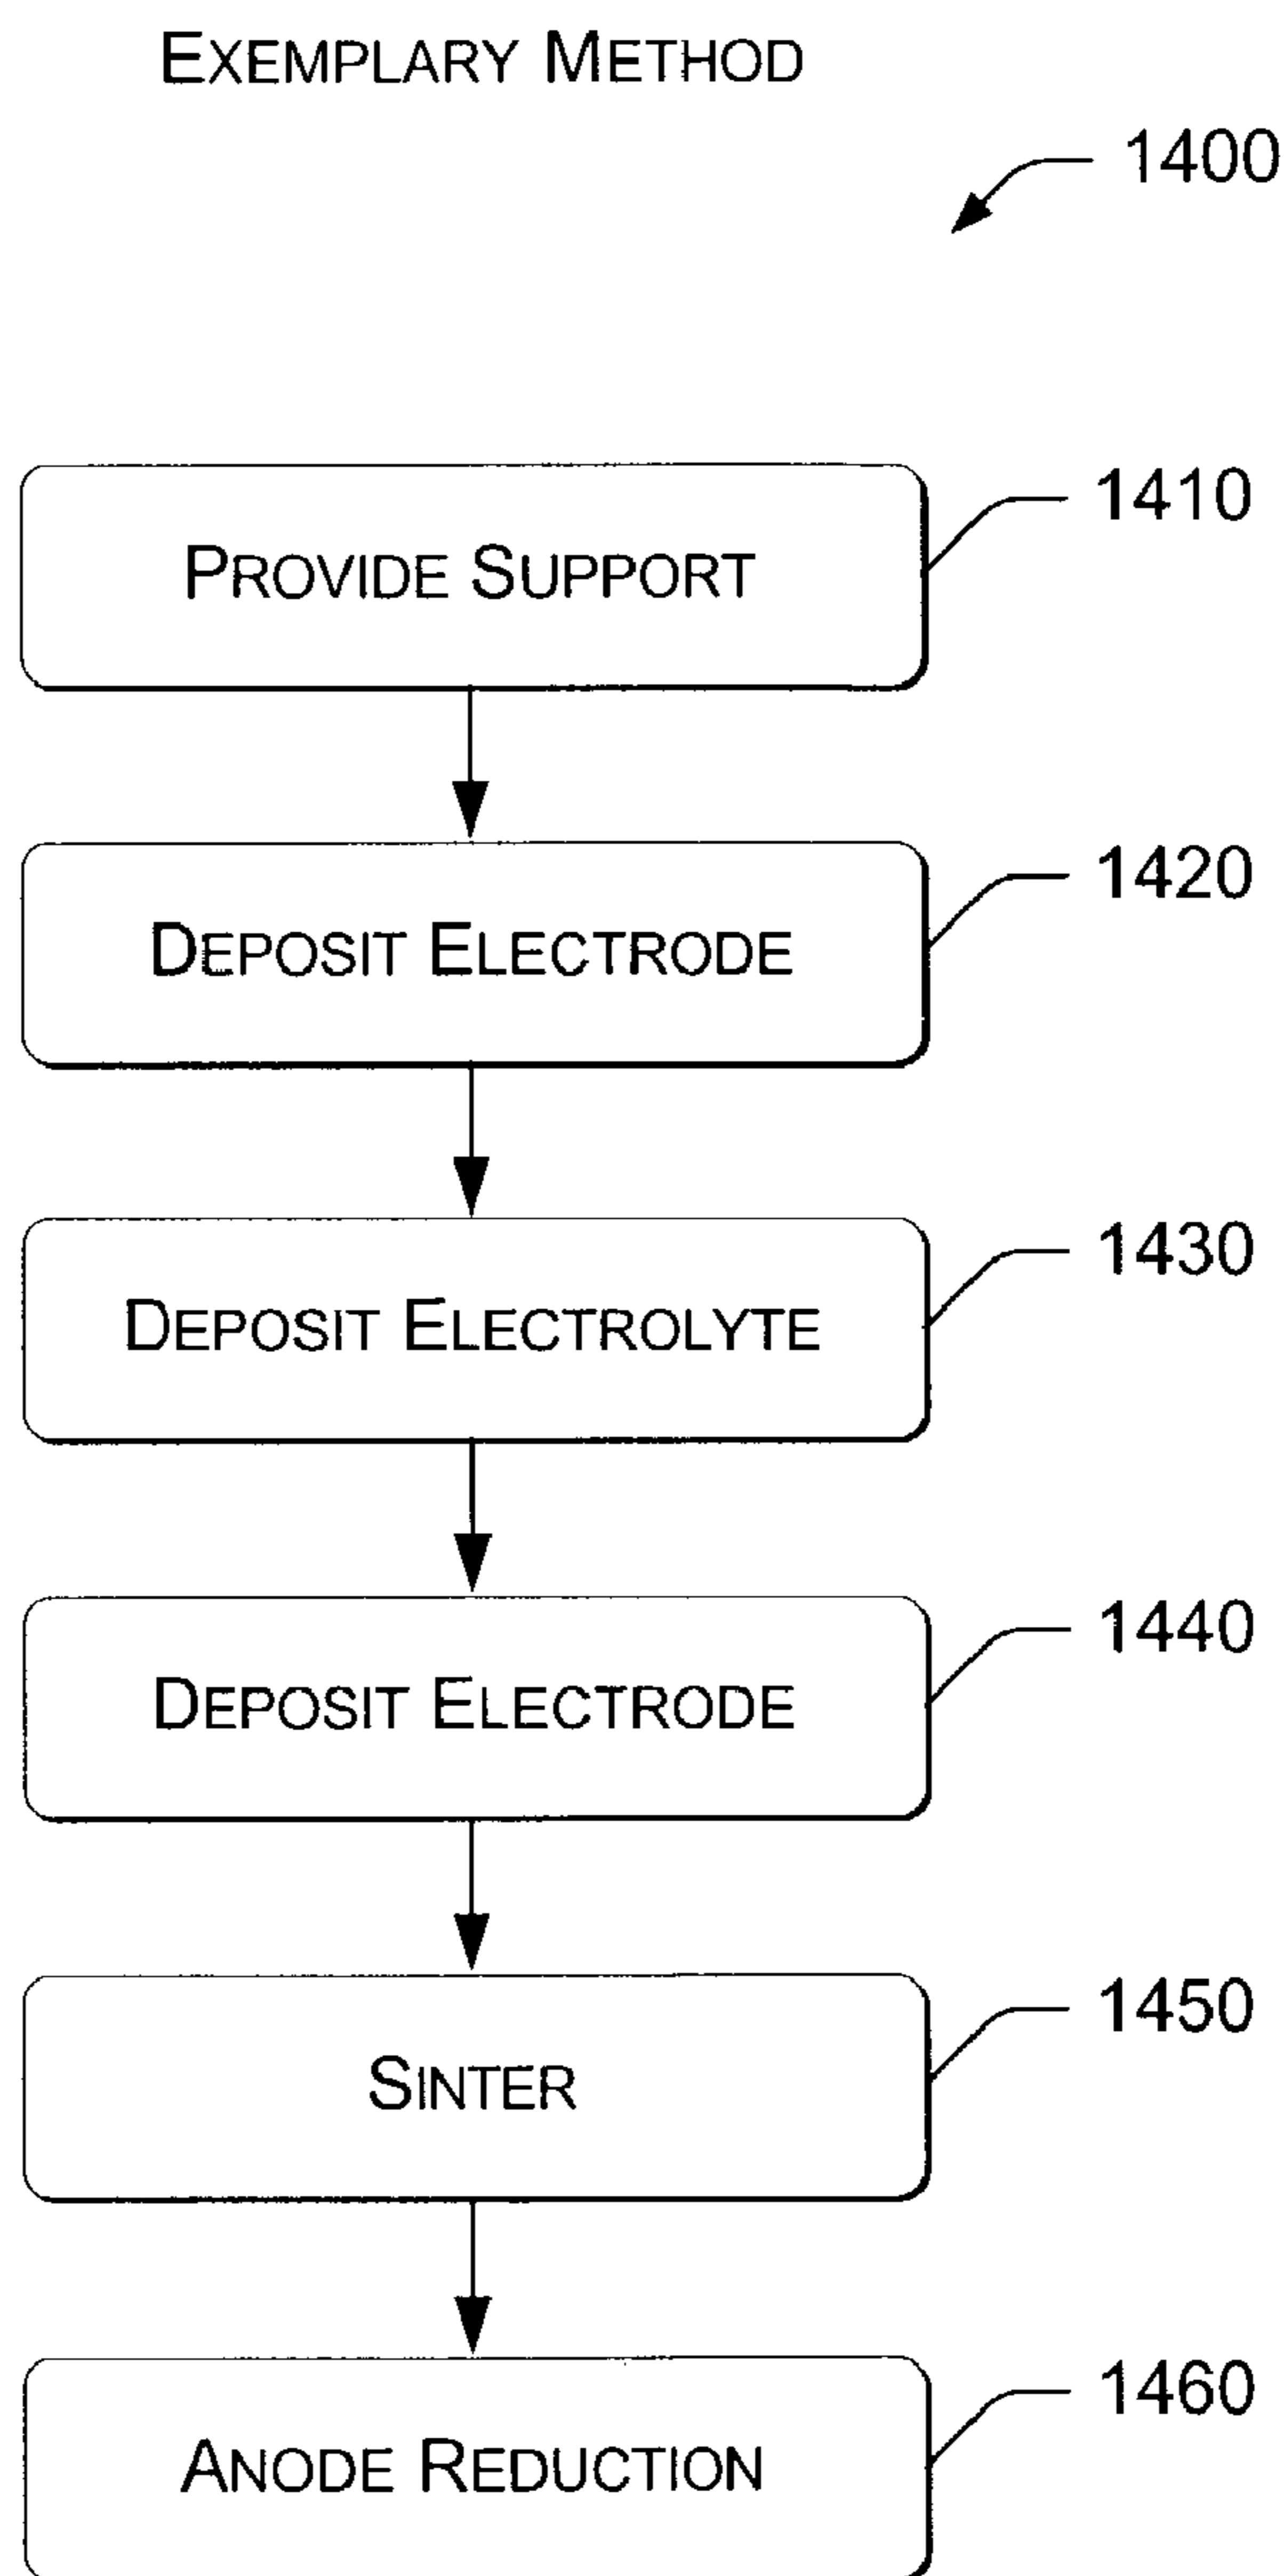 EXEMPLARY METHOD
1400
PROVIDE SUPPORT
1410
DEPOSIT ELECTRODE
1420
DEPOSIT ELECTROLYTE
1430
DEPOSIT ELECTRODE
1440
SINTER
1450
ANODE REDUCTION
1460